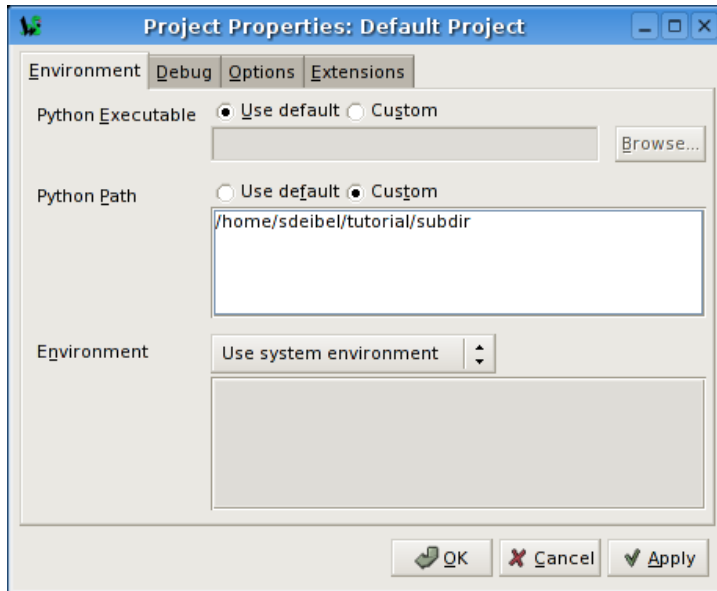 Project Properties: Default Project
Environment Debug Options Extensions
Python Executable Use default Custom
Browse...
Python Path Use default Custom
/home/sdeibel/tutorial/subdir
Environment Use system environment
OK Cancel Apply